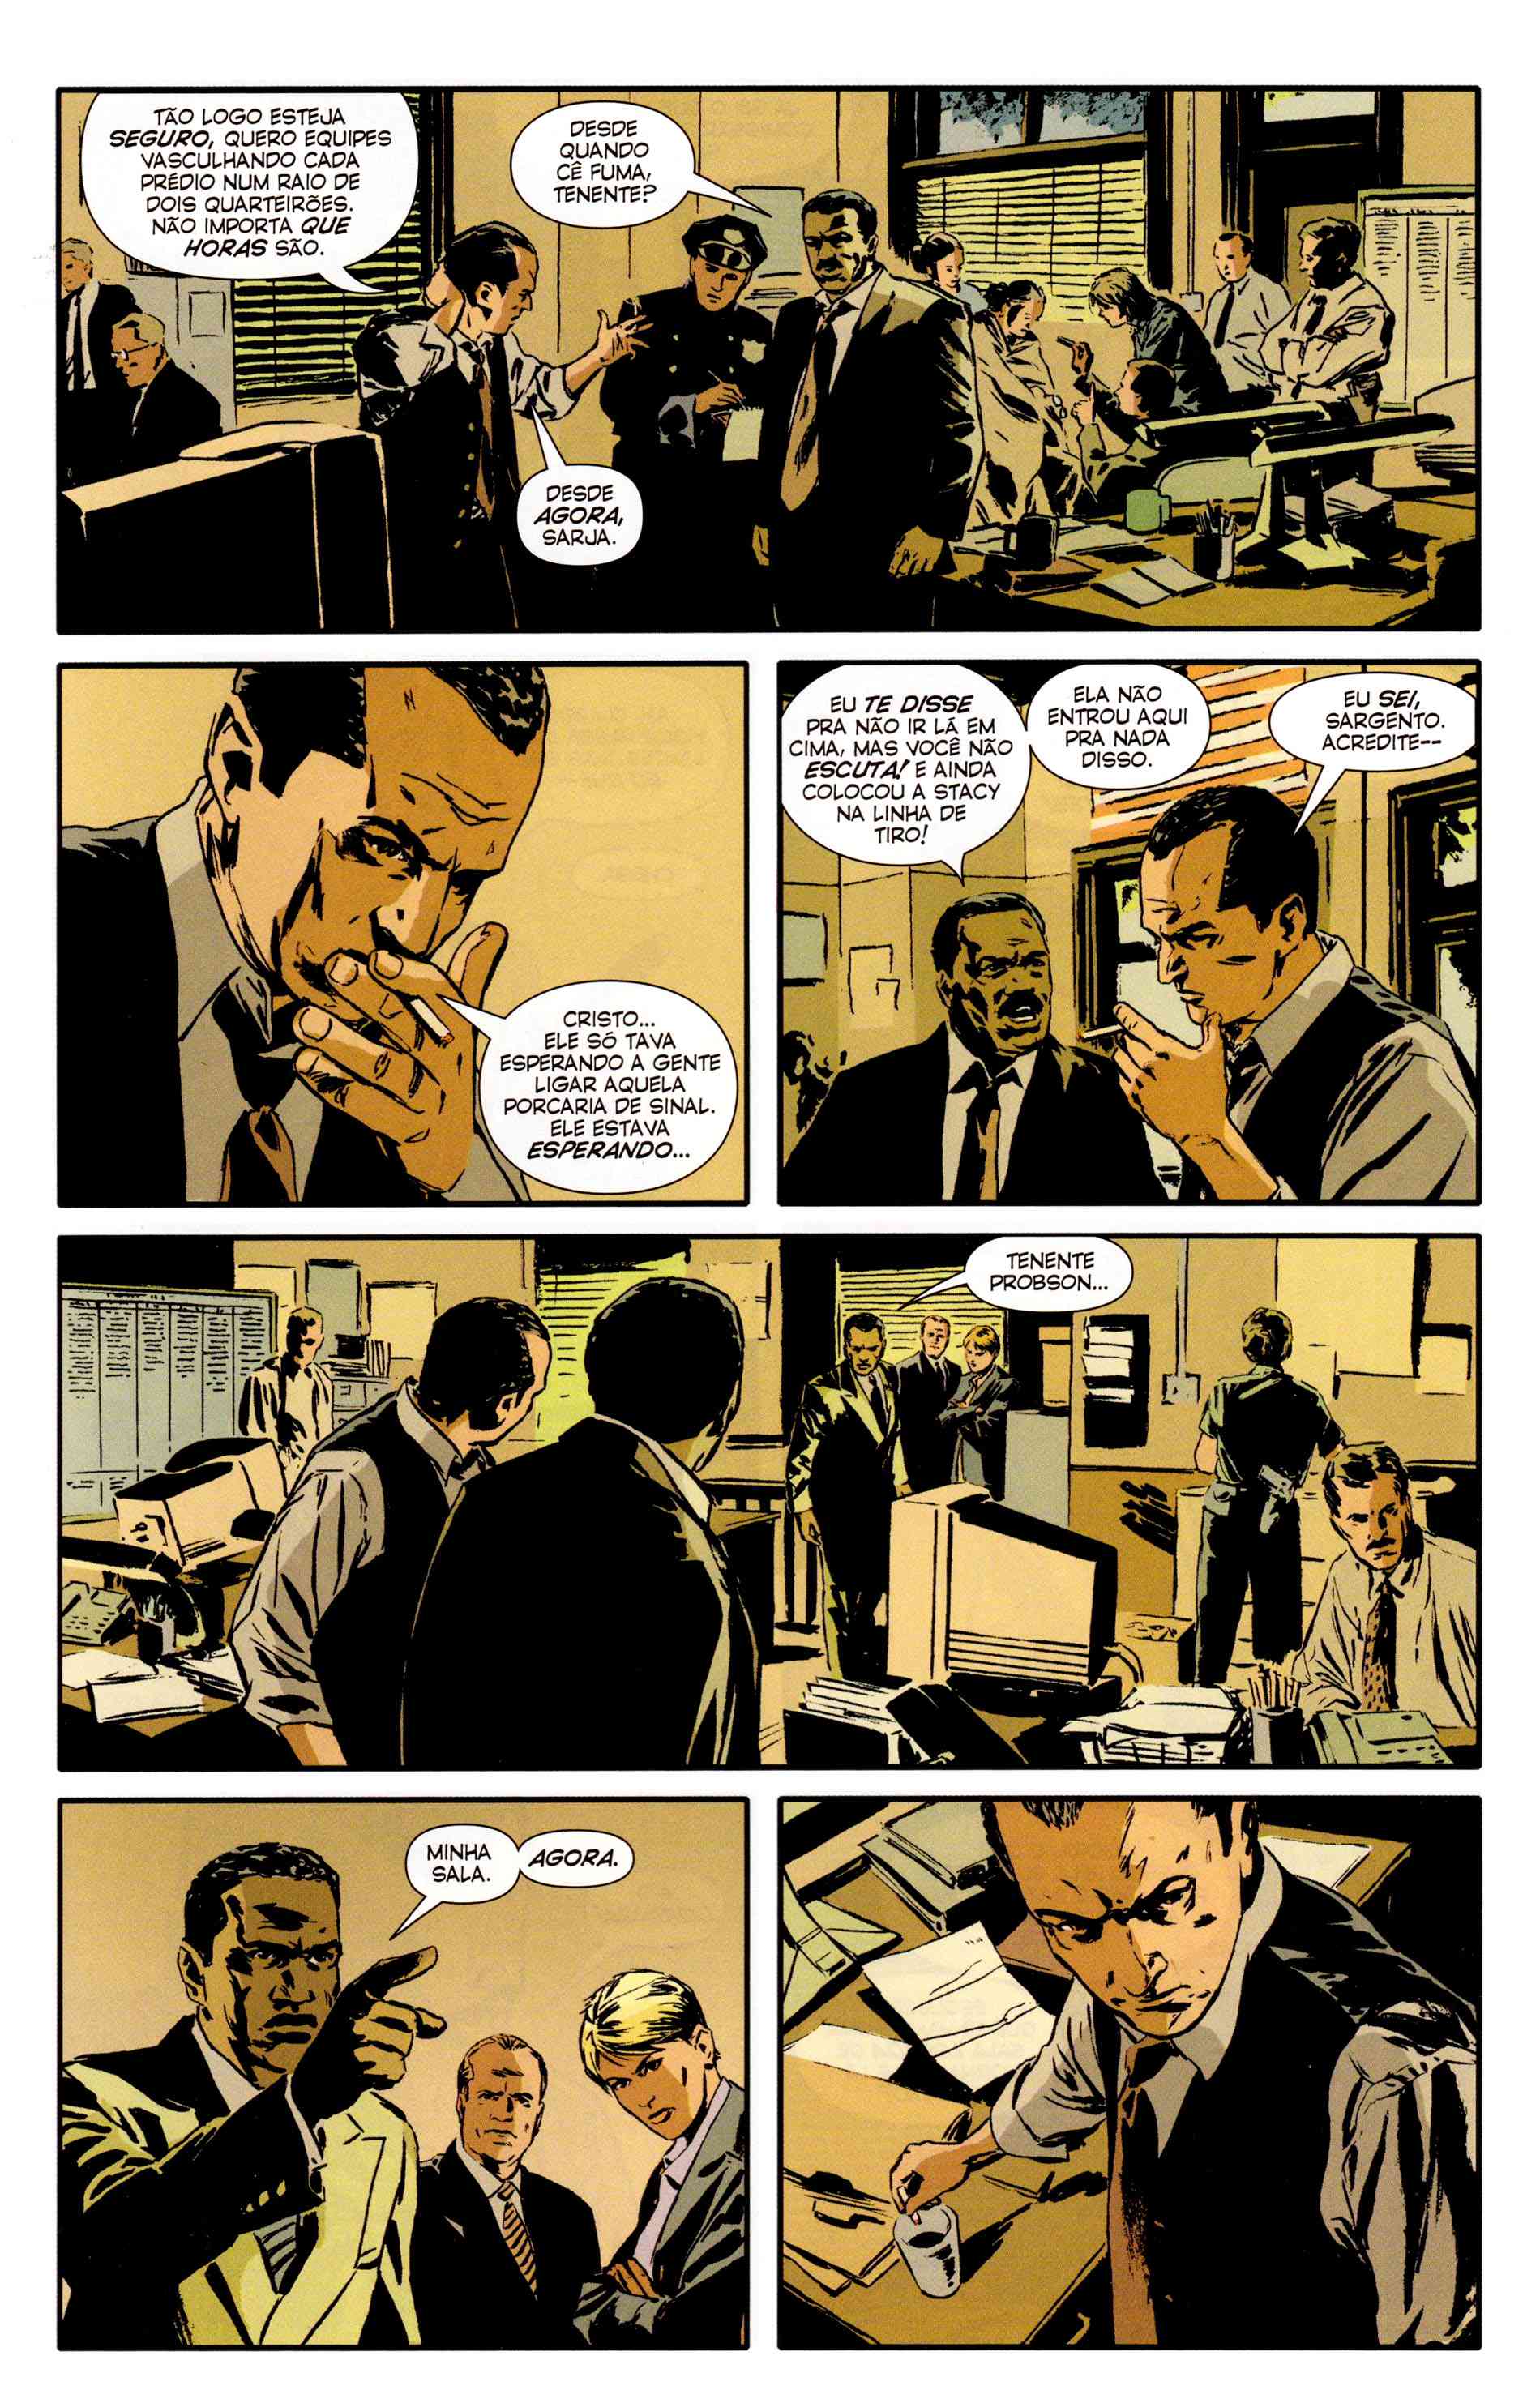 TÃO LOGO ESTEJA
SEGURO, QUERO EQUIPES
VASCULHANDO CADA
PRÉDIO NUM RAIO DE
DOIS QUARTEIRÕES.
NÃO IMPORTA QUE
HORAS SÃO.
DESDE
QUANDO
CÊ FUMA,
TENENTE?
DESDE
AGORA,
SARJA.
CRISTO...
ELE SÓ TAVA
ESPERANDO A GENTE
LIGAR AQUELA
PORCARIA DE SINAL.
ELE ESTAVA
ESPERANDO...
EU TE DISSE
PRA NÃO IR LÁ EM
CIMA, MAS VOCÊ NÃO
ESCUTA! E AINDA
COLOCOU A STACY
NA LINHA DE
TIRO!
ELA NÃO
ENTROU AQUI
PRA NADA
DISSO.
EU SEI,
SARGENTO.
ACREDITE--
TENENTE
PROBSON...
MINHA
SALA.
AGORA.